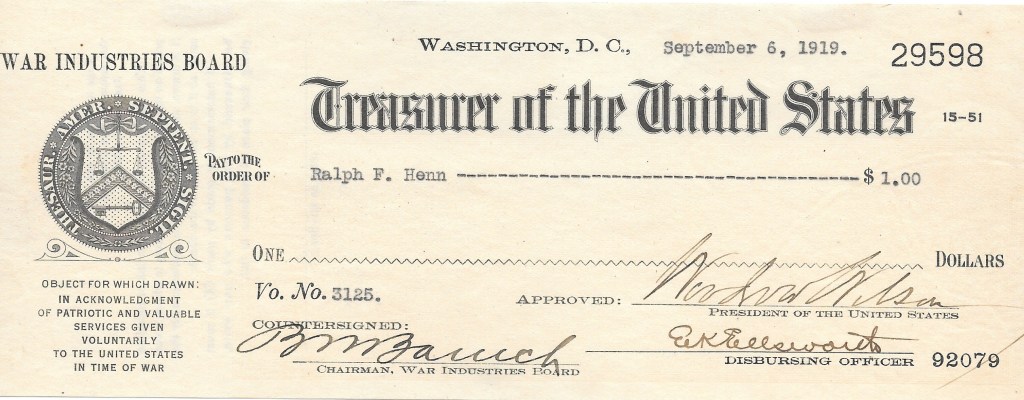 WAR INDUSTRIES BOARD
WASHINGTON, D. C., September 6, 1919. 29598
Treasurer of the United States 15-51
THESAUR. AMER. SEPTENT. SIGIL.
PAY TO THE
ORDER OF Ralph F. Henn $ 1.00
ONE DOLLARS
OBJECT FOR WHICH DRAWN:
IN ACKNOWLEDGMENT
OF PATRIOTIC AND VALUABLE
SERVICES GIVEN
VOLUNTARILY
TO THE UNITED STATES
IN TIME OF WAR
Vo. No. 3125.
APPROVED: Woodrow Wilson
PRESIDENT OF THE UNITED STATES
COUNTERSIGNED:
B M Baruch
CHAIRMAN, WAR INDUSTRIES BOARD
E K Ellsworth
DISBURSING OFFICER 92079